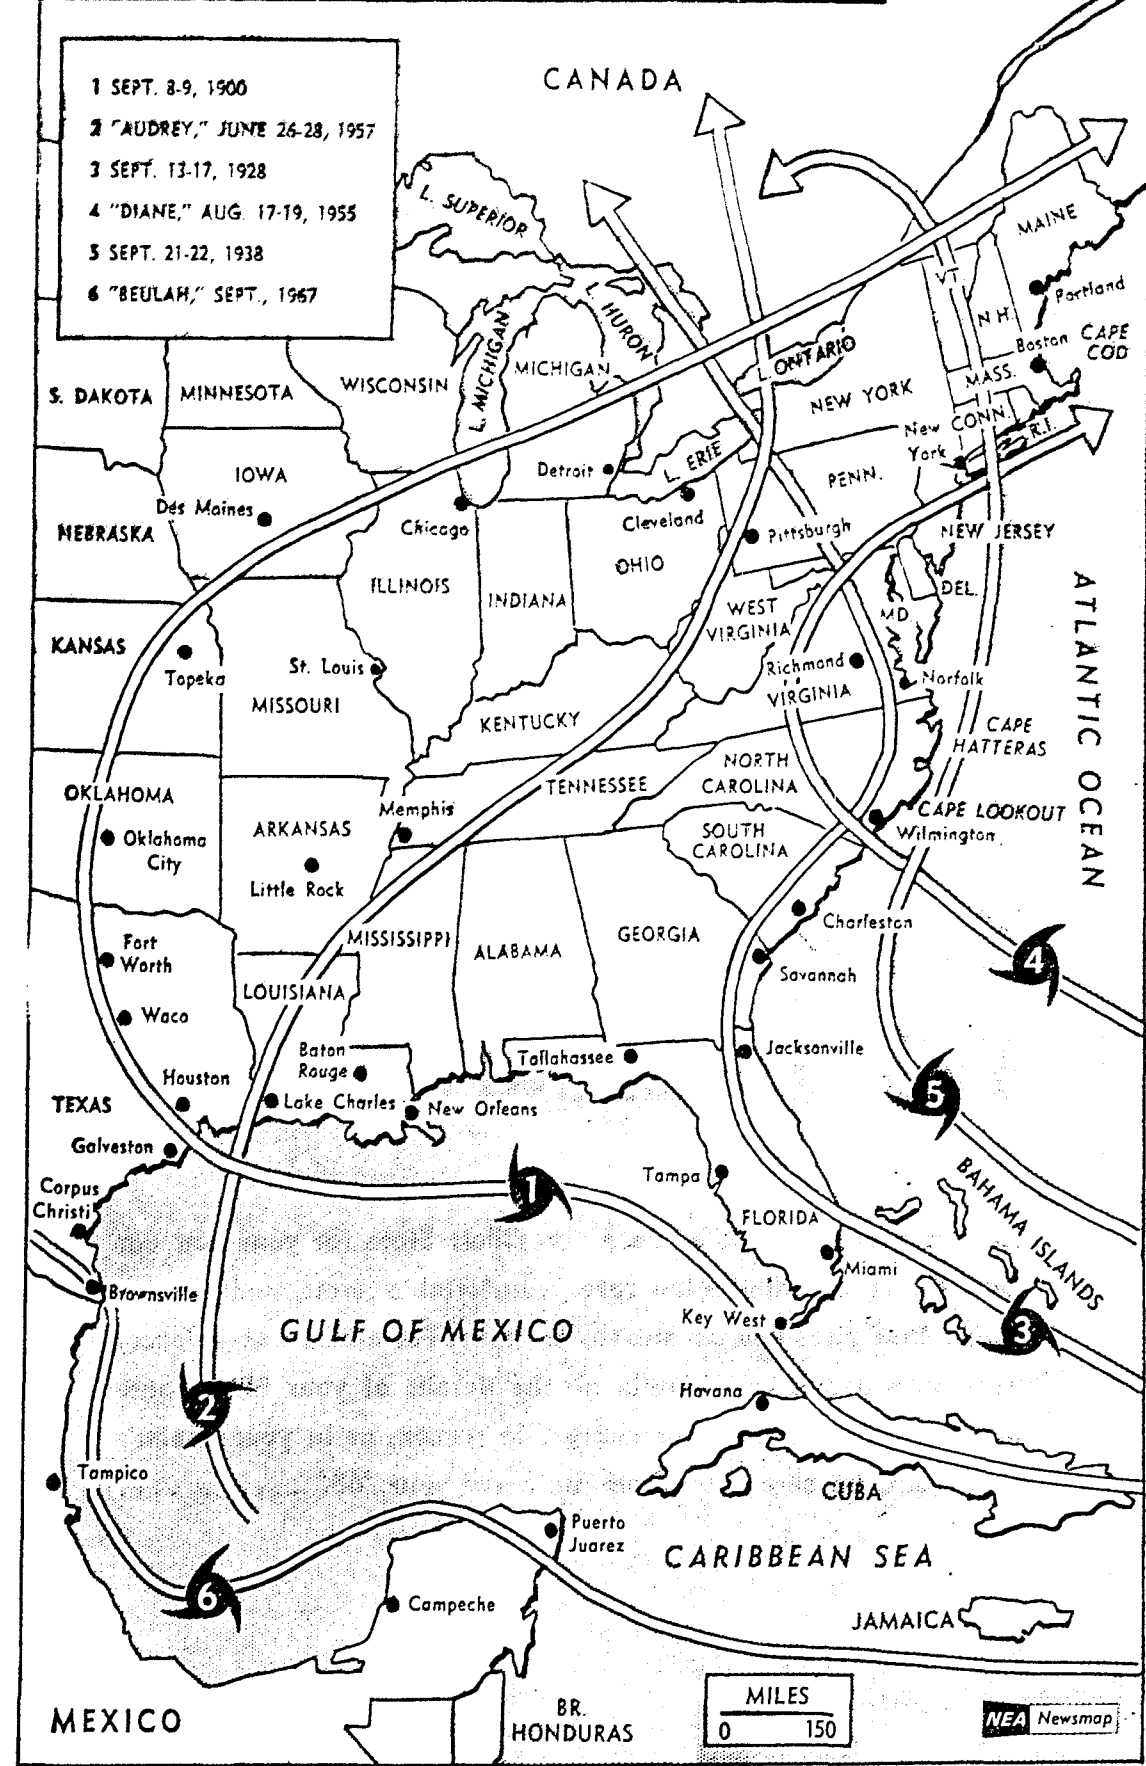 1 SEPT. 8-9, 1900
2 "AUDREY," JUNE 26-28, 1957
3 SEPT. 13-17, 1928
4 "DIANE," AUG. 17-19, 1955
5 SEPT. 21-22, 1938
6 "BEULAH," SEPT., 1967
CANADA
L. SUPERIOR
MAINE
VT.
Portland
N.H.
L. HURON
L. MICHIGAN
Boston
CAPE
COD
L. ONTARIO
MICHIGAN
MASS.
S. DAKOTA
MINNESOTA
WISCONSIN
NEW YORK
CONN.
R.I.
New
York
IOWA
Detroit
L. ERIE
PENN.
Des Maines
Chicago
Cleveland
Pittsburgh
NEBRASKA
NEW JERSEY
OHIO
ILLINOIS
INDIANA
DEL.
MD.
WEST
VIRGINIA
KANSAS
Topeka
St. Louis
Richmond
VIRGINIA
Norfolk
MISSOURI
KENTUCKY
CAPE
HATTERAS
ATLANTIC OCEAN
NORTH
CAROLINA
TENNESSEE
OKLAHOMA
Memphis
CAPE LOOKOUT
Wilmington
ARKANSAS
SOUTH
CAROLINA
Oklahoma
City
Little Rock
Charleston
MISSISSIPPI
ALABAMA
GEORGIA
Fort
Worth
4
Savannah
LOUISIANA
Waco
Baton
Rouge
Tallahassee
Jacksonville
Houston
5
TEXAS
Lake Charles
New Orleans
Galveston
Tampa
1
Corpus
Christi
BAHAMA ISLANDS
FLORIDA
Miami
Brownsville
Key West
GULF OF MEXICO
3
Havana
2
Tampico
CUBA
Puerto
Juarez
CARIBBEAN SEA
6
Campeche
JAMAICA
MEXICO
BR.
HONDURAS
MILES
0 150
NEA Newsmap